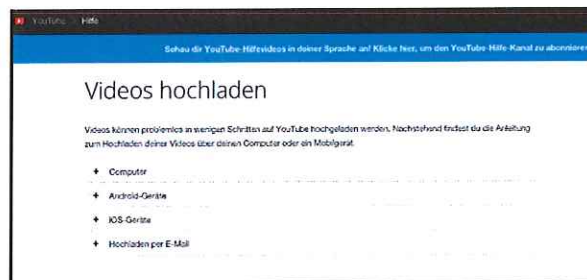 YouTube Hilfe
Schau dir YouTube-Hilfevideos in deiner Sprache an! Klicke hier, um den YouTube-Hilfe-Kanal zu abonnieren
Videos hochladen
Videos können problemlos in wenigen Schritten auf YouTube hochgeladen werden. Nachstehend findest du die Anleitung
zum Hochladen deiner Videos über deinen Computer oder ein Mobilgerät.
+ Computer
+ Android-Geräte
+ iOS-Geräte
+ Hochladen per E-Mail